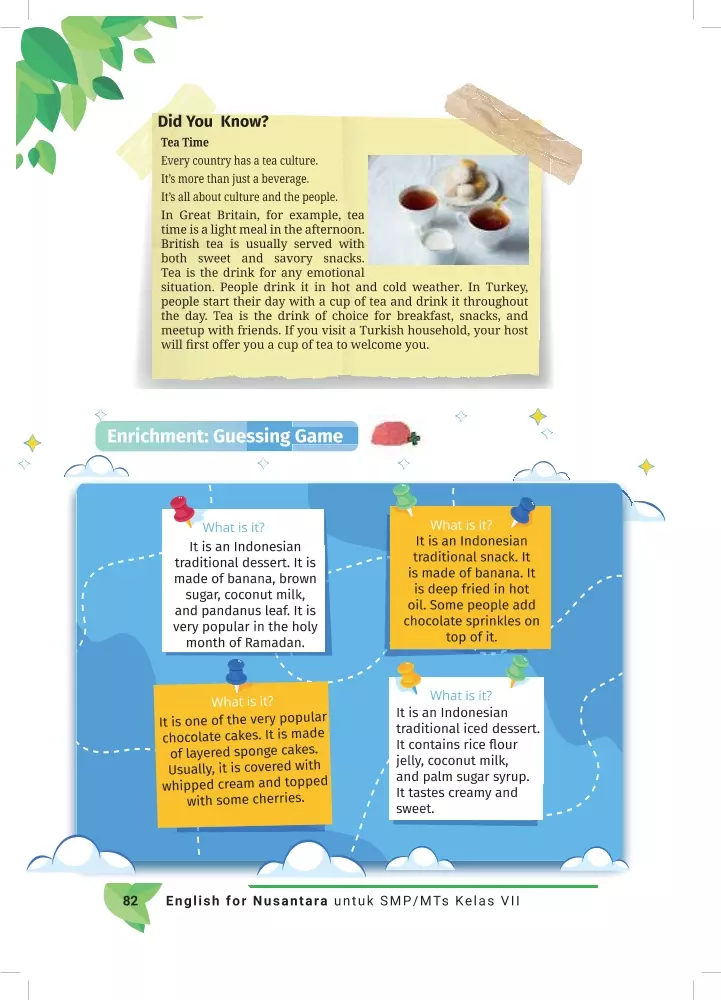 Did You Know?
Tea Time
Every country has a tea culture.
It's more than just a beverage.
It's all about culture and the people.
In Great Britain, for example, tea
time is a light meal in the afternoon.
British tea is usually served with
both sweet and savory snacks.
Tea is the drink for any emotional
situation. People drink it in hot and cold weather. In Turkey,
people start their day with a cup of tea and drink it throughout
the day. Tea is the drink of choice for breakfast, snacks, and
meetup with friends. If you visit a Turkish household, your host
will first offer you a cup of tea to welcome you.
Enrichment: Guessing Game
What is it?
It is an Indonesian
traditional dessert. It is
made of banana, brown
sugar, coconut milk,
and pandanus leaf. It is
very popular in the holy
month of Ramadan.
What is it?
It is an Indonesian
traditional snack. It
is made of banana. It
is deep fried in hot
oil. Some people add
chocolate sprinkles on
top of it.
What is it?
It is one of the very popular
chocolate cakes. It is made
of layered sponge cakes.
Usually, it is covered with
whipped cream and topped
with some cherries.
What is it?
It is an Indonesian
traditional iced dessert.
It contains rice flour
jelly, coconut milk,
and palm sugar syrup.
It tastes creamy and
sweet.
82 English for Nusantara untuk SMP/MTs Kelas VII